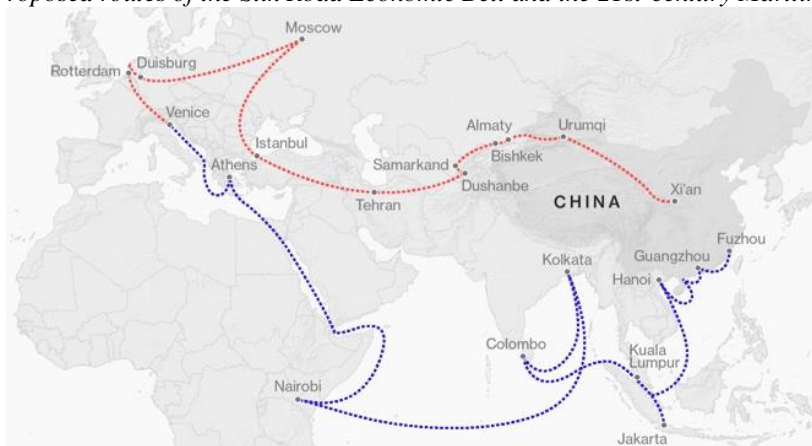 roposed routes of the Silk Road Economic Belt and the 21st-century Maritim
Moscow
Rotterdam
Duisburg
Venice
Istanbul
Athens
Tehran
Samarkand
Almaty
Bishkek
Dushanbe
Urumqi
Xi'an
CHINA
Fuzhou
Guangzhou
Hanoi
Kolkata
Colombo
Kuala
Lumpur
Nairobi
Jakarta